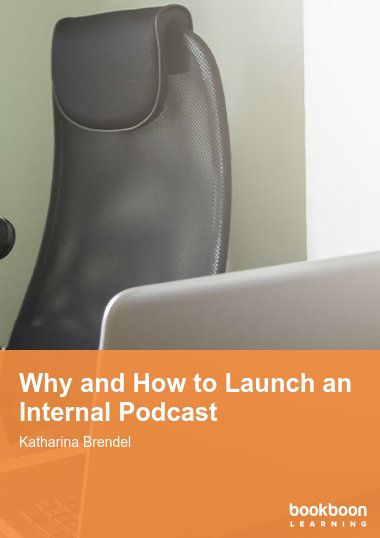 Why and How to Launch an
Internal Podcast
Katharina Brendel
bookboon
LEARNING